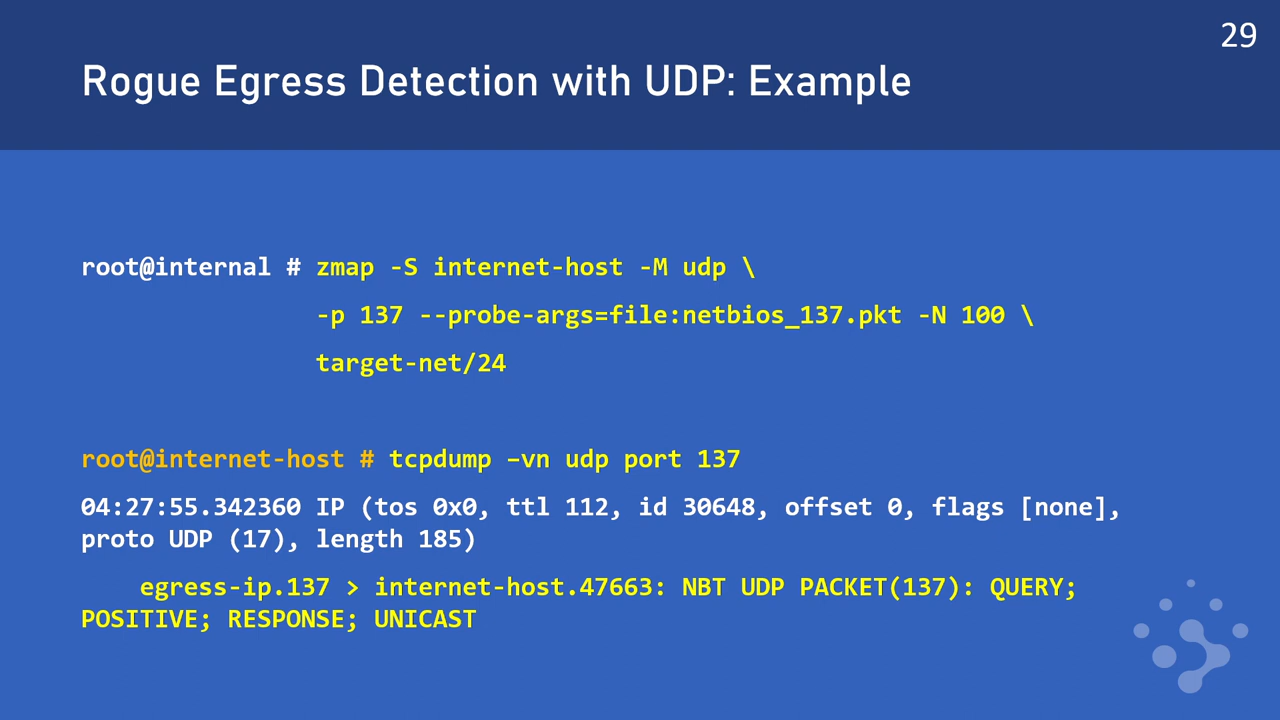 29
Rogue Egress Detection with UDP: Example
root@internal # zmap -S internet-host -M udp \
-p 137 --probe-args=file:netbios_137.pkt -N 100 \
target-net/24
root@internet-host # tcpdump –vn udp port 137
04:27:55.342360 IP (tos 0x0, ttl 112, id 30648, offset 0, flags [none],
proto UDP (17), length 185)
egress-ip.137 > internet-host.47663: NBT UDP PACKET(137): QUERY;
POSITIVE; RESPONSE; UNICAST